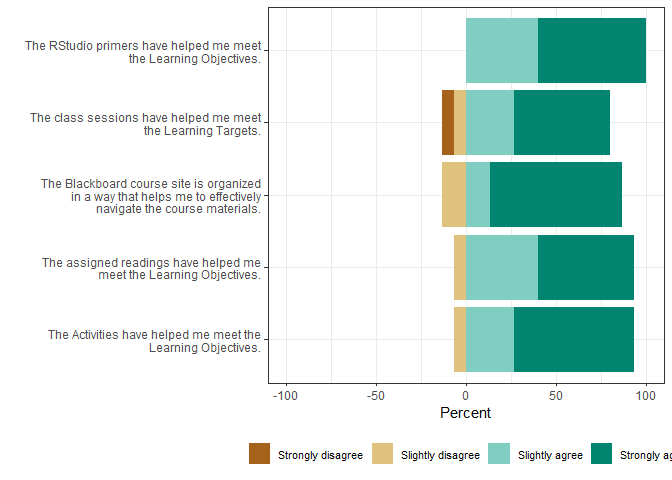 The RStudio primers have helped me meet
the Learning Objectives.
The class sessions have helped me meet
the Learning Targets.
The Blackboard course site is organized
in a way that helps me to effectively
navigate the course materials.
The assigned readings have helped me
meet the Learning Objectives.
The Activities have helped me meet the
Learning Objectives.
-100 -50 0 50 100
Percent
Strongly disagree Slightly disagree Slightly agree Strongly ag